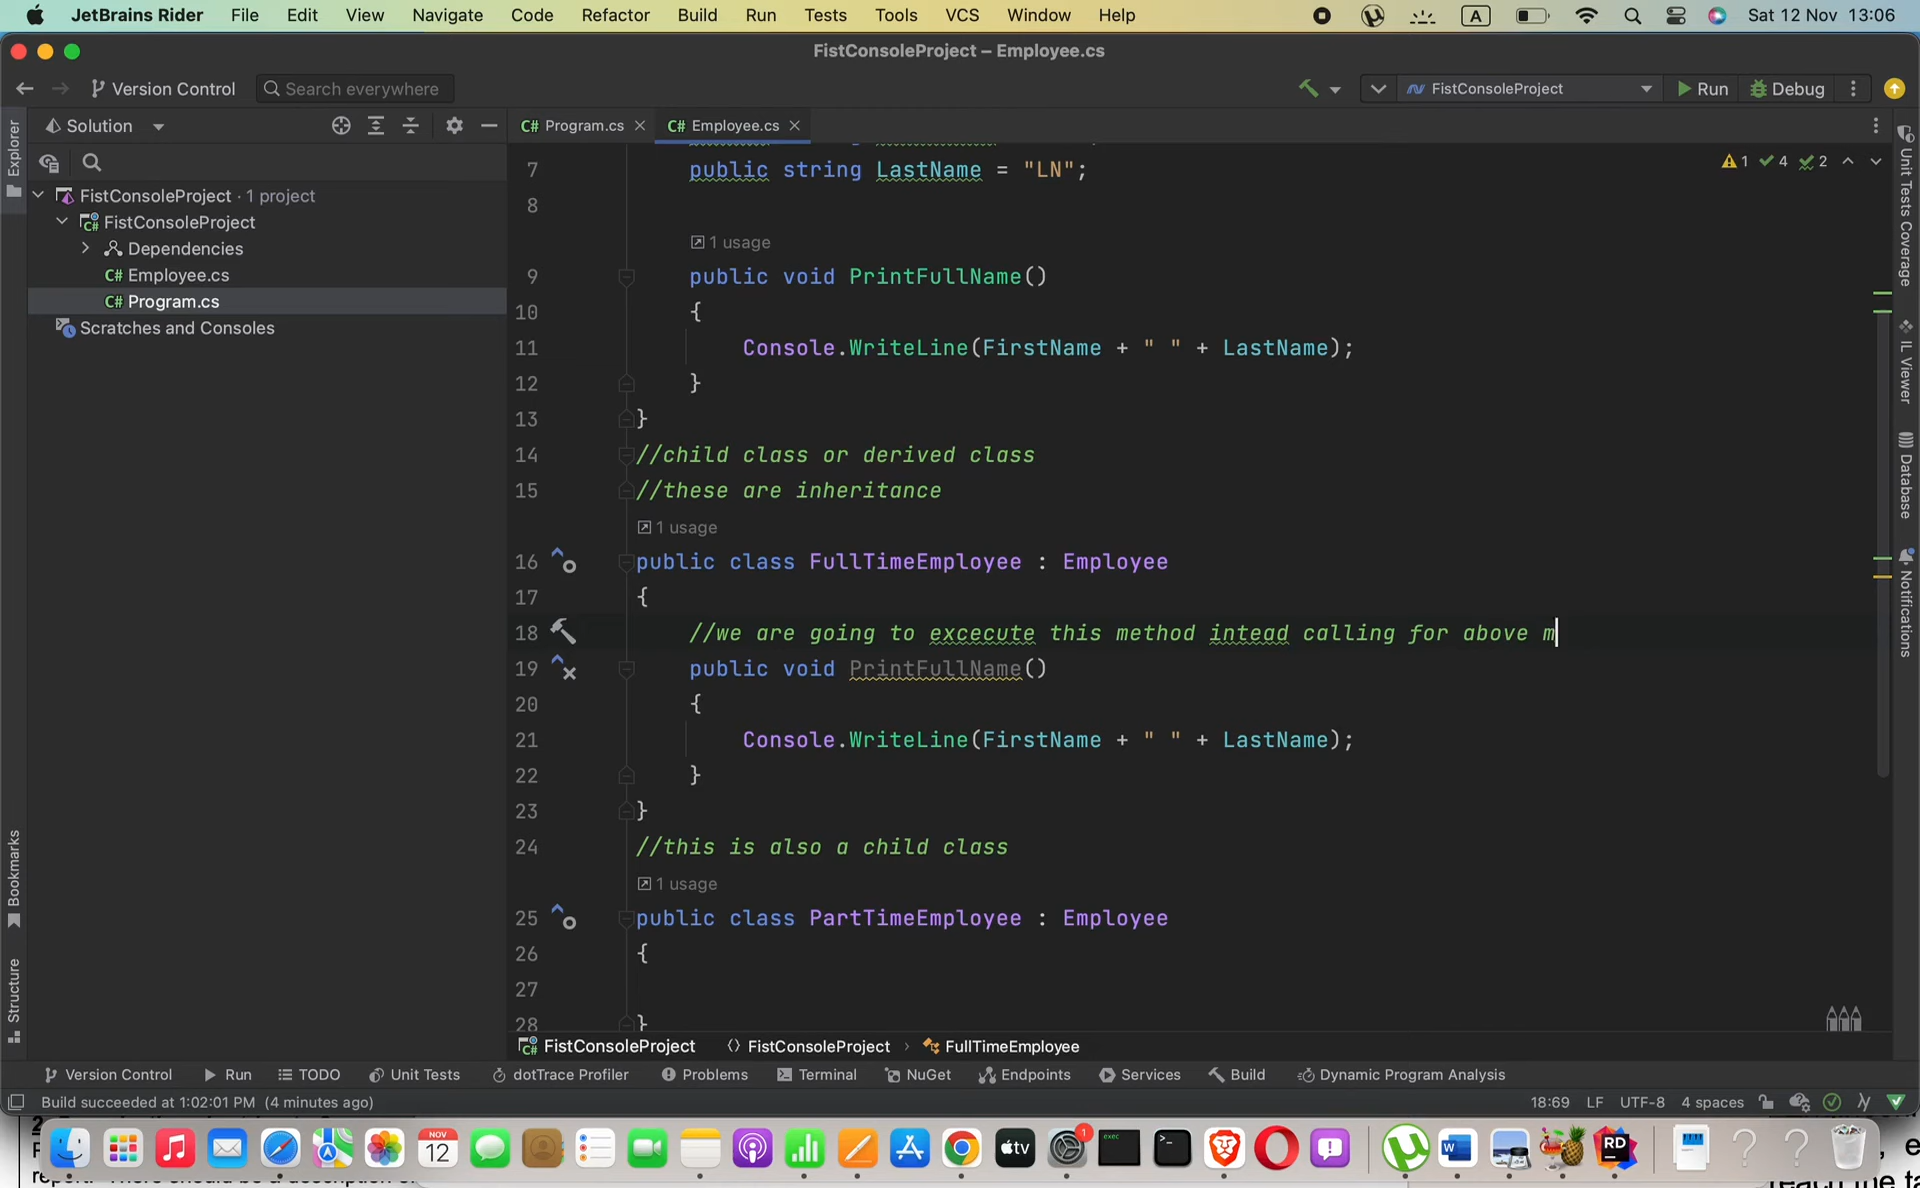 JetBrains Rider File Edit View Navigate Code Refactor Build Run Tests Tools VCS Window Help A Sat 12 Nov 13:06
FistConsoleProject – Employee.cs
Version Control Search everywhere FistConsoleProject Run Debug
Explorer
Solution
C# Program.cs C# Employee.cs
FistConsoleProject · 1 project
FistConsoleProject
Dependencies
C# Employee.cs
C# Program.cs
Scratches and Consoles
1 4 2
7 public string LastName = "LN";
8
1 usage
9 public void PrintFullName()
10 {
11 Console.WriteLine(FirstName + " " + LastName);
12 }
13 }
14 //child class or derived class
15 //these are inheritance
1 usage
16 public class FullTimeEmployee : Employee
17 {
18 //we are going to excecute this method intead calling for above m
19 public void PrintFullName()
20 {
21 Console.WriteLine(FirstName + " " + LastName);
22 }
23 }
24 //this is also a child class
1 usage
25 public class PartTimeEmployee : Employee
26 {
27
28 }
Unit Tests Coverage
IL Viewer
Database
Notifications
Bookmarks
Structure
FistConsoleProject FistConsoleProject FullTimeEmployee
Version Control Run TODO Unit Tests dotTrace Profiler Problems Terminal NuGet Endpoints Services Build Dynamic Program Analysis
Build succeeded at 1:02:01 PM (4 minutes ago) 18:69 LF UTF-8 4 spaces
NOV
12
tv
1
exec
W
RD